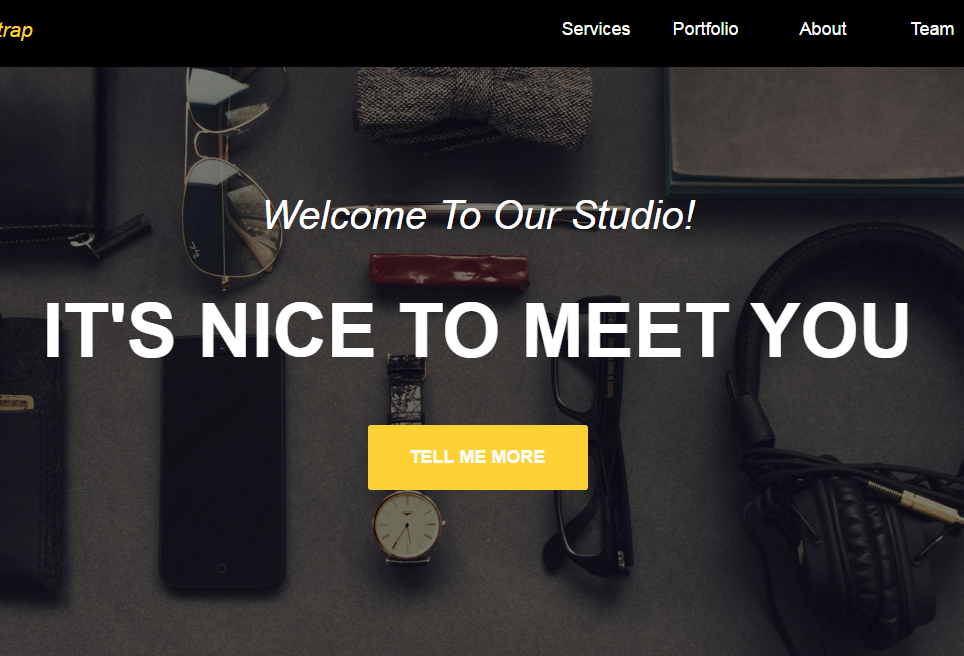 trap Services Portfolio About Team
Welcome To Our Studio!
IT'S NICE TO MEET YOU
TELL ME MORE